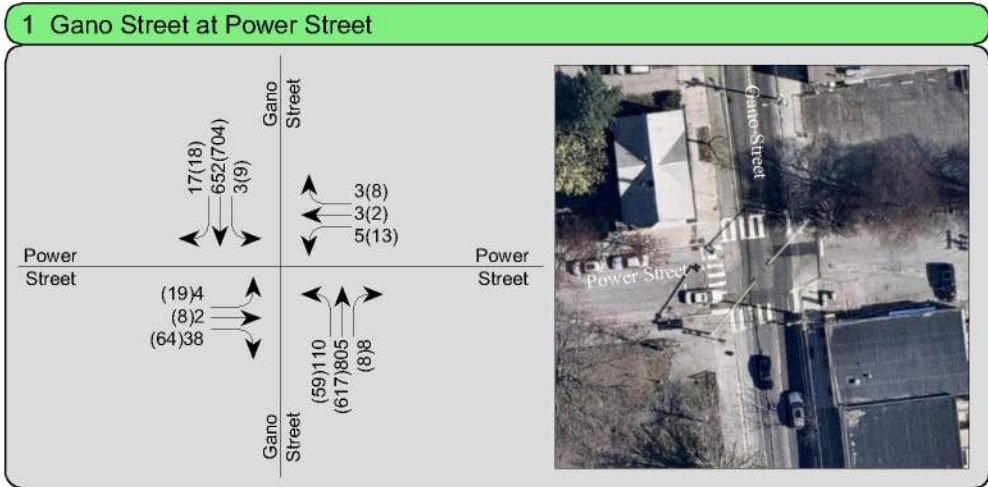 1 Gano Street at Power Street
Gano
Street
17(18)
652(704)
3(9)
3(8)
3(2)
5(13)
Power
Street
Power
Street
(19)4
(8)2
(64)38
(59)110
(617)805
(8)8
Gano
Street
Gano Street
Power Street